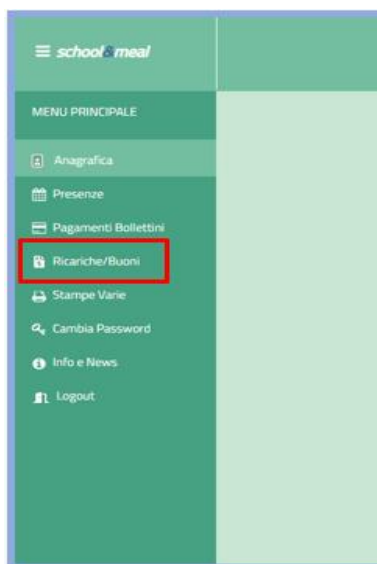 school&meal
MENU PRINCIPALE
Anagrafica
Presenze
Pagamenti Bollettini
Ricariche/Buoni
Stampe Varie
Cambia Password
Info e News
Logout